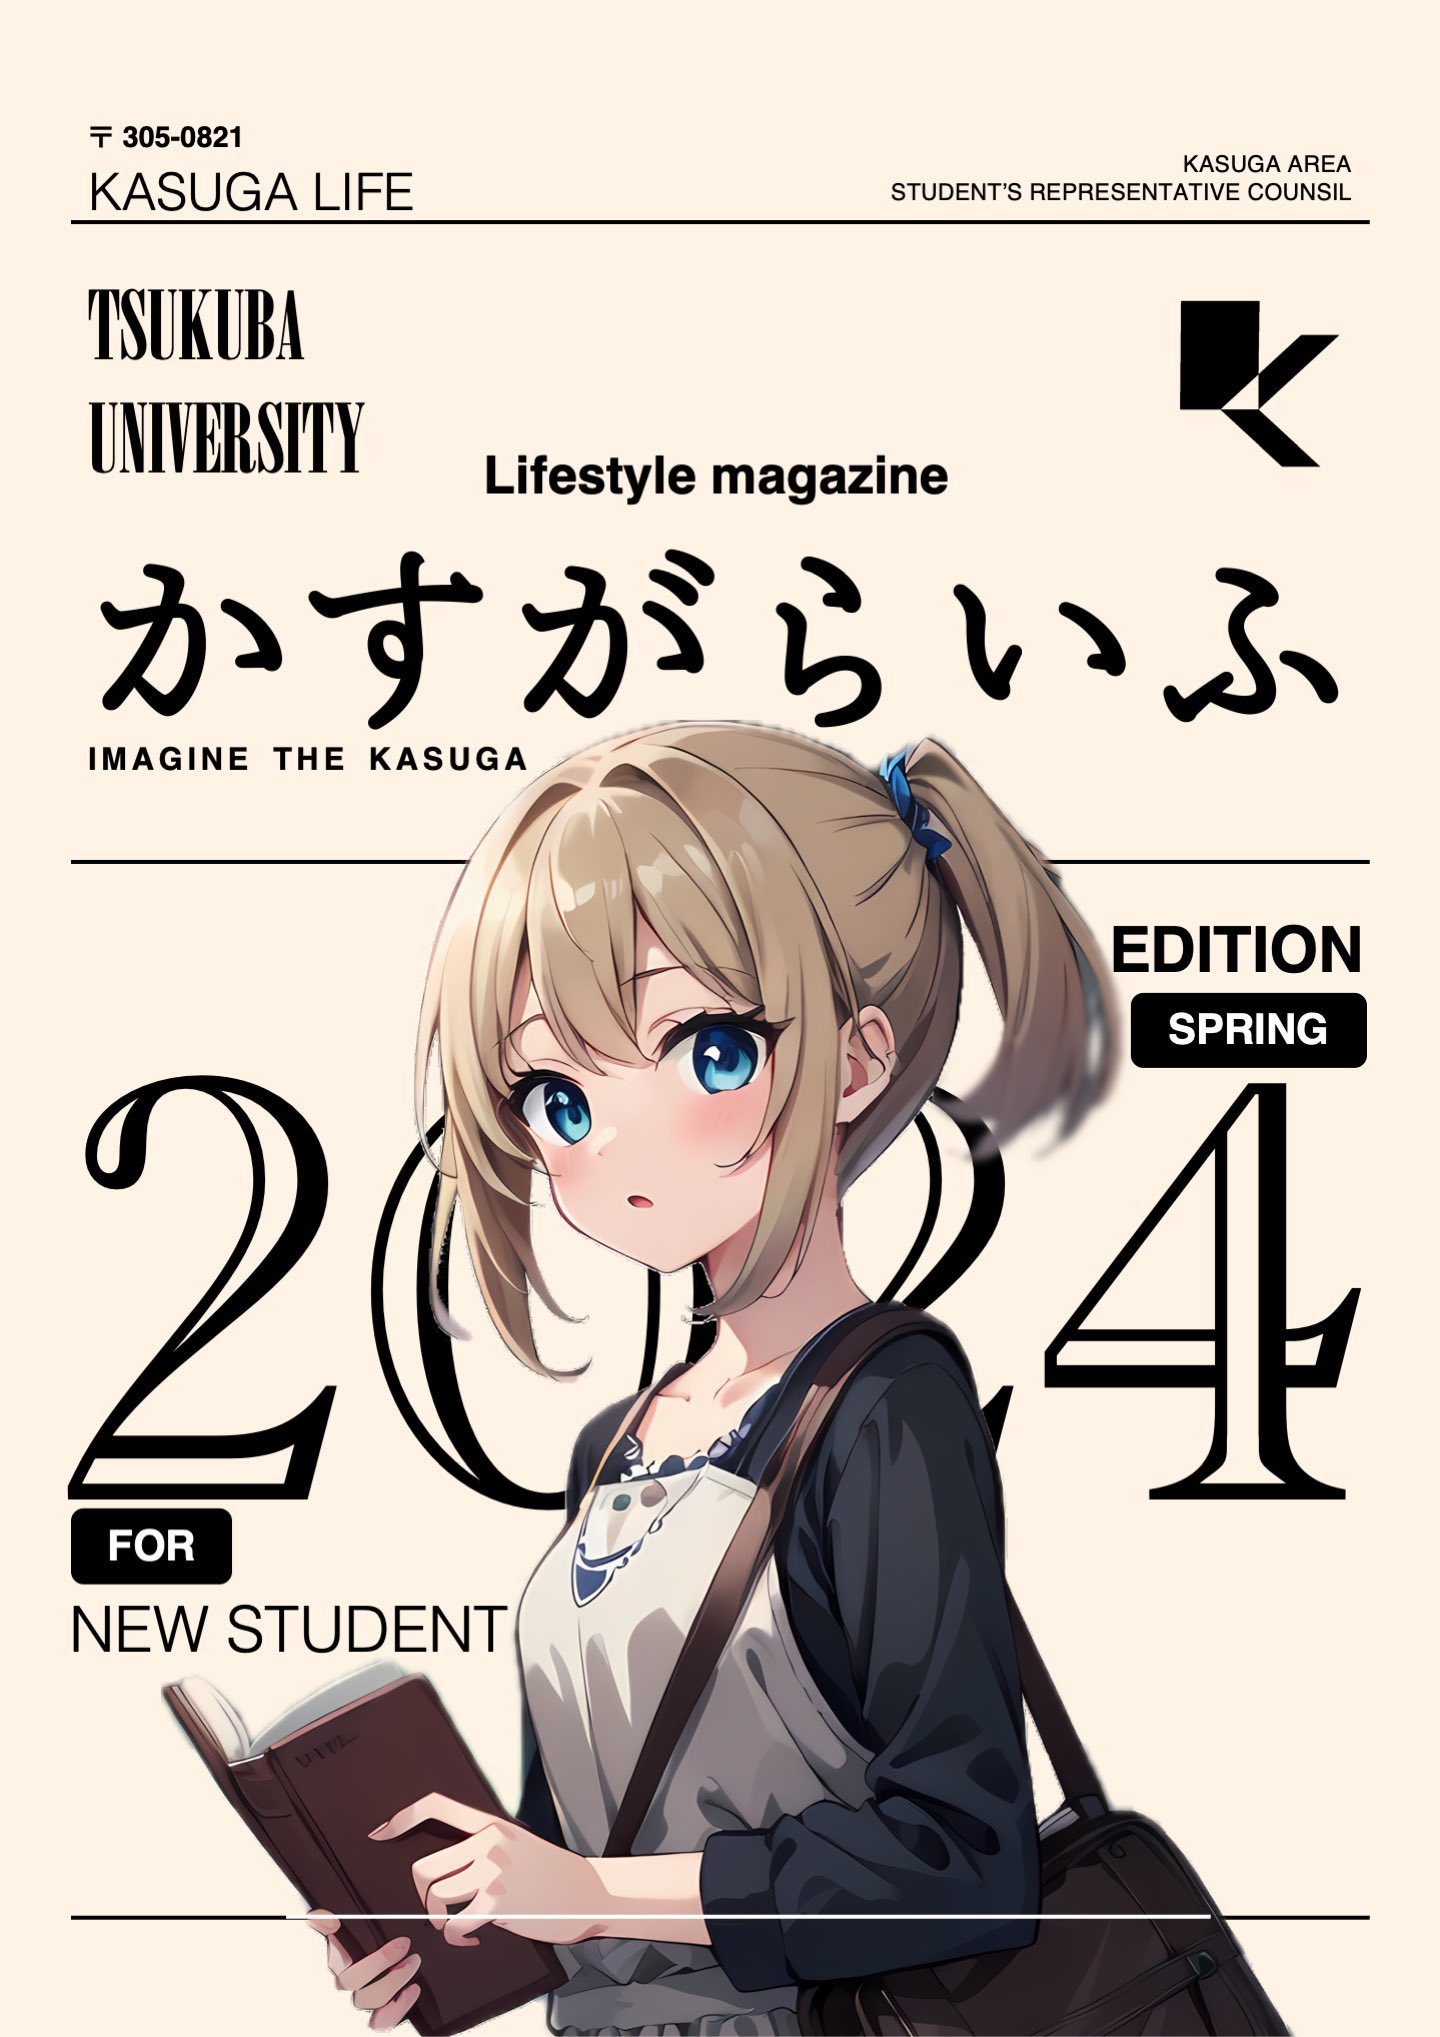 〒305-0821
KASUGA LIFE
KASUGA AREA
STUDENT’S REPRESENTATIVE COUNSIL
TSUKUBA
UNIVERSITY
Lifestyle magazine
かすがらいふ
IMAGINE THE KASUGA
EDITION
SPRING
2024
FOR
NEW STUDENT